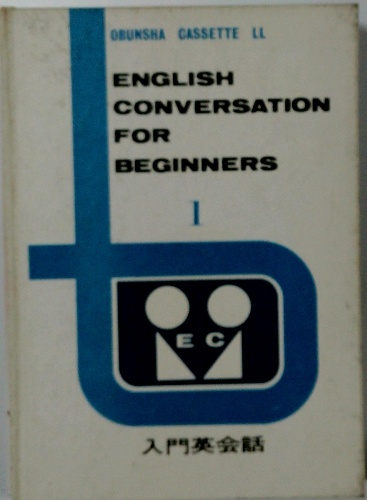 OBUNSHA CASSETTE LL
ENGLISH
CONVERSATION
FOR
BEGINNERS
I
E C
入門英会話